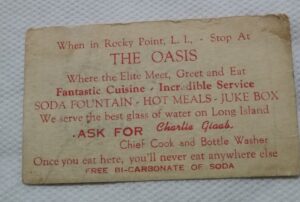 When in Rocky Point, L. I. - Stop At
THE OASIS
Where the Elite Meet, Greet and Eat
Fantastic Cuisine - Incredible Service
SODA FOUNTAIN - HOT MEALS - JUKE BOX
We serve the best glass of water on Long Island
ASK FOR Charlie
Chief Cook and Bottle Washer
Once you eat here, you'll never eat anywhere else
FREE BI-CARBONATE OF SODA